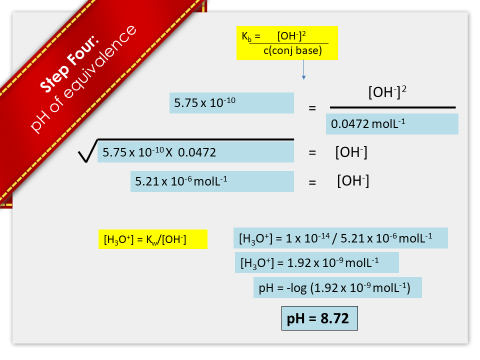 Step Four:
pH of equivalence
K_b = [OH⁻]²
c(conj base)
5.75 x 10⁻¹⁰ = [OH⁻]²
0.0472 molL⁻¹
√ 5.75 x 10⁻¹⁰ X 0.0472 = [OH⁻]
5.21 x 10⁻⁶ molL⁻¹ = [OH⁻]
[H₃O⁺] = K_w/[OH⁻]
[H₃O⁺] = 1 x 10⁻¹⁴ / 5.21 x 10⁻⁶ molL⁻¹
[H₃O⁺] = 1.92 x 10⁻⁹ molL⁻¹
pH = -log (1.92 x 10⁻⁹ molL⁻¹)
pH = 8.72